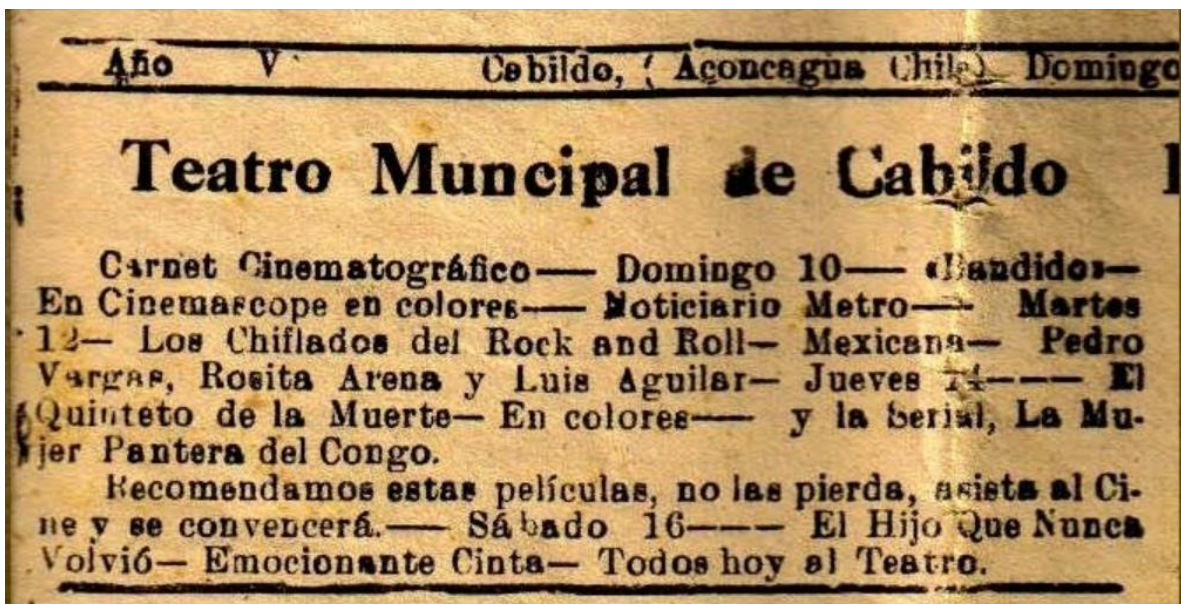 Año V Cabildo, ( Aconcagua Chile) Domingo
Teatro Muncipal de Cabildo
Carnet Cinematográfico— Domingo 10— «Bandido»—
En Cinemascope en colores— Noticiario Metro— Martes
12— Los Chiflados del Rock and Roll— Mexicana— Pedro
Vargas, Rosita Arena y Luis Aguilar— Jueves 14--- El
Quinteto de la Muerte— En colores— y la Serial, La Mu-
jer Pantera del Congo.
Recomendamos estas películas, no las pierda, asista al Ci-
ne y se convencerá.— Sábado 16--- El Hijo Que Nunca
Volvió— Emocionante Cinta— Todos hoy al Teatro.